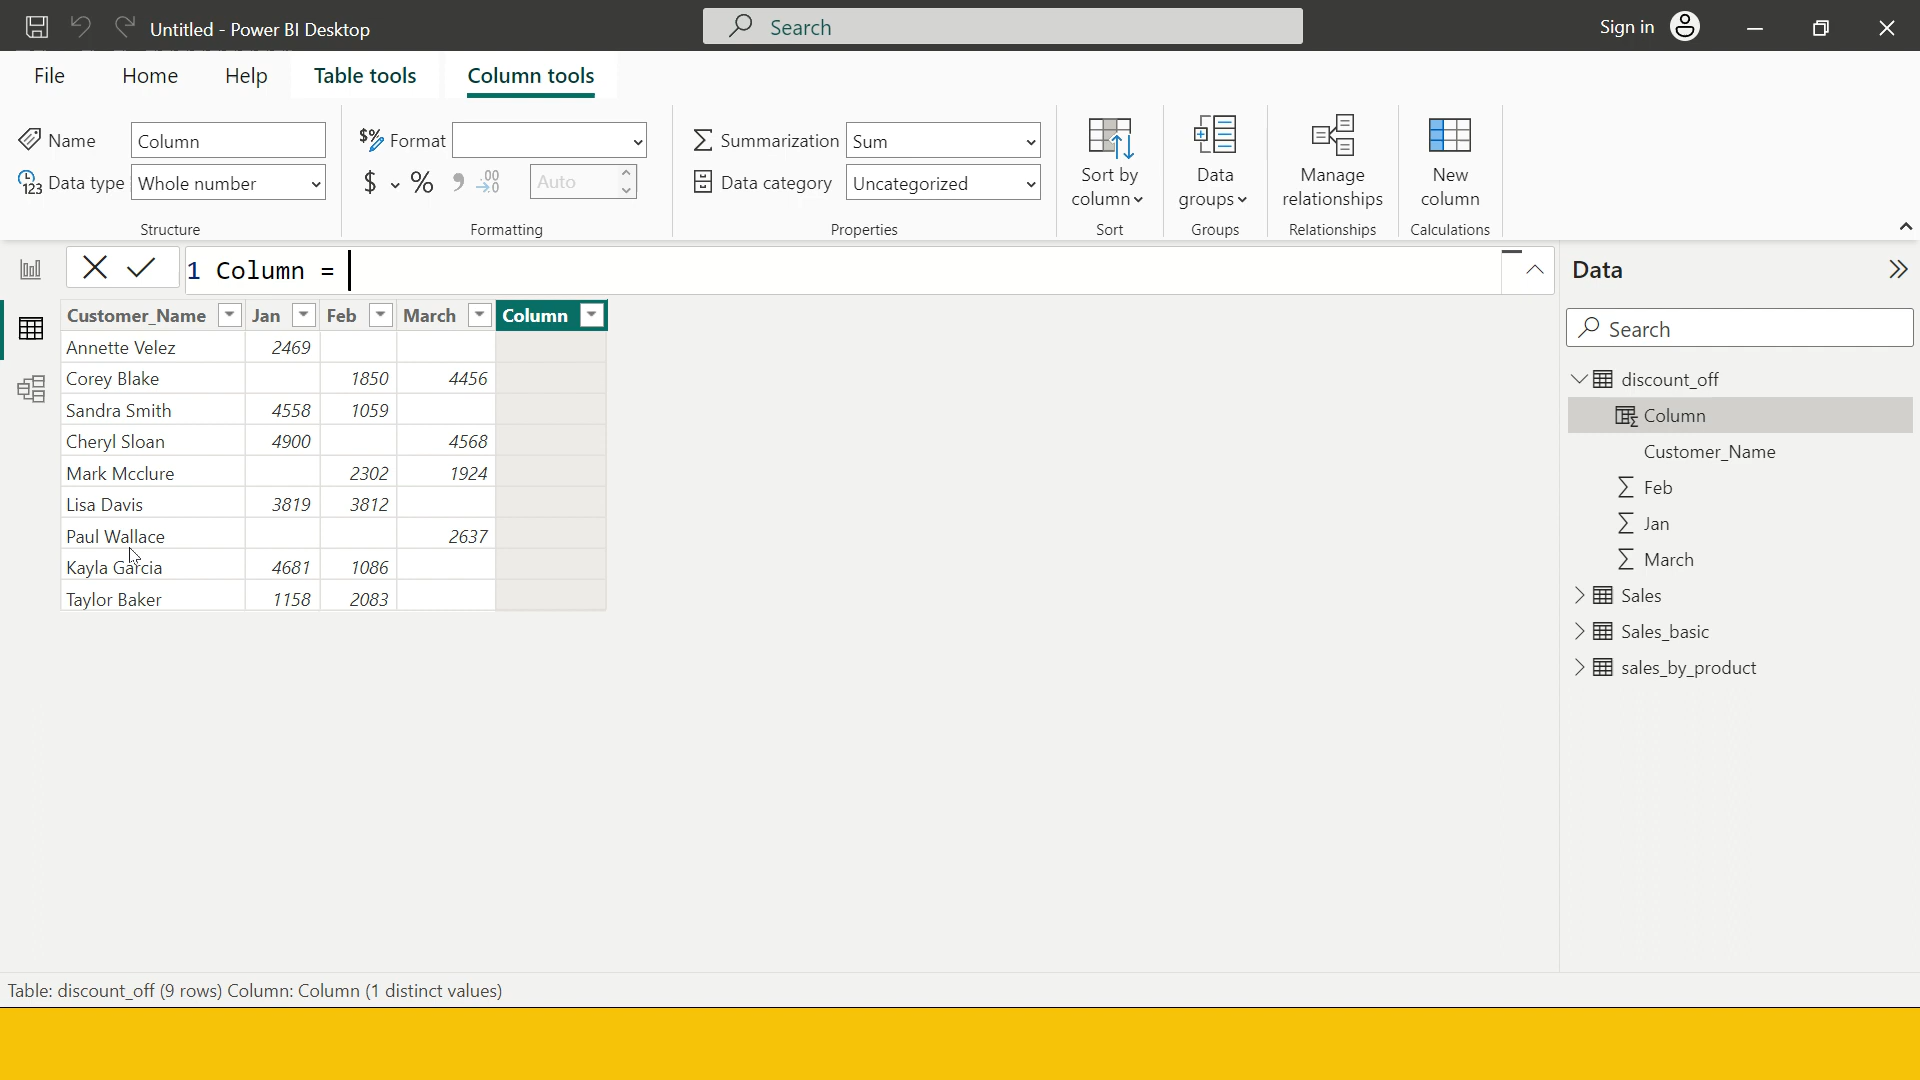 Untitled - Power BI Desktop
Search
Sign in
File Home Help Table tools Column tools
Name Column
Data type Whole number
Structure
$% Format
$ % 9 .00 →0 Auto
Formatting
Summarization Sum
Data category Uncategorized
Properties
Sort by
column
Sort
Data
groups
Groups
Manage
relationships
Relationships
New
column
Calculations
1 Column =
Customer_Name Jan Feb March Column
Annette Velez 2469
Corey Blake 1850 4456
Sandra Smith 4558 1059
Cheryl Sloan 4900 4568
Mark Mcclure 2302 1924
Lisa Davis 3819 3812
Paul Wallace 2637
Kayla Garcia 4681 1086
Taylor Baker 1158 2083
Data
Search
discount_off
Column
Customer_Name
Feb
Jan
March
Sales
Sales_basic
sales_by_product
Table: discount_off (9 rows) Column: Column (1 distinct values)